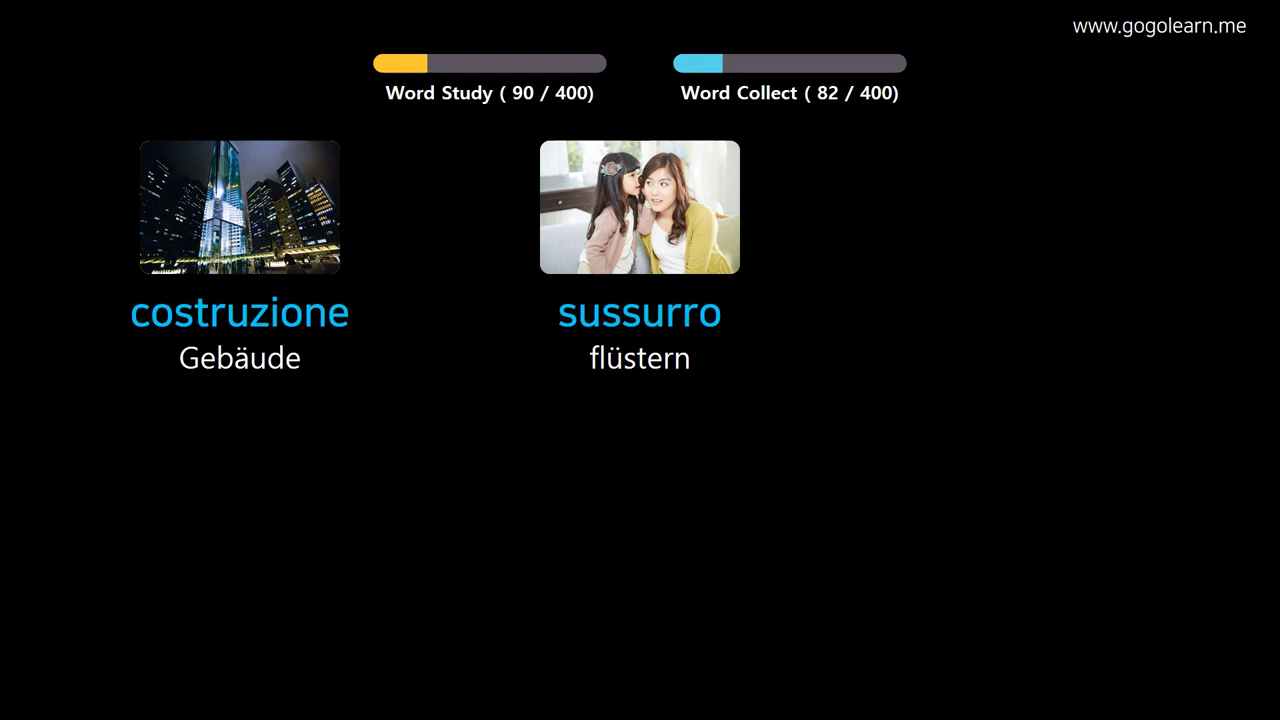 www.gogolearn.me
Word Study ( 90 / 400)
Word Collect ( 82 / 400)
costruzione
Gebäude
sussurro
flüstern